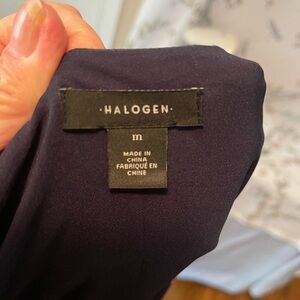 ·HALOGEN·
m
MADE IN
CHINA
FABRIQUÉ EN
CHINE